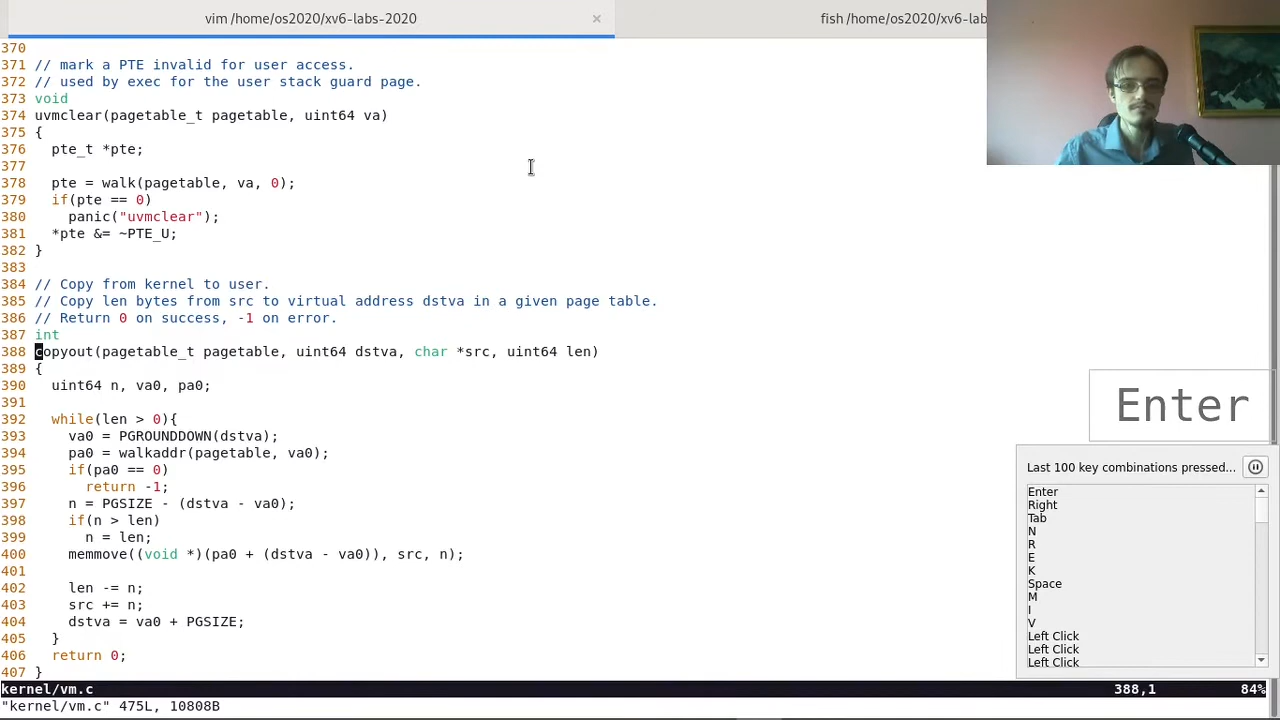 vim /home/os2020/xv6-labs-2020 ×
fish /home/os2020/xv6-lab
370
371 // mark a PTE invalid for user access.
372 // used by exec for the user stack guard page.
373 void
374 uvmclear(pagetable_t pagetable, uint64 va)
375 {
376   pte_t *pte;
377
378   pte = walk(pagetable, va, 0);
379   if(pte == 0)
380     panic("uvmclear");
381   *pte &= ~PTE_U;
382 }
383
384 // Copy from kernel to user.
385 // Copy len bytes from src to virtual address dstva in a given page table.
386 // Return 0 on success, -1 on error.
387 int
388 copyout(pagetable_t pagetable, uint64 dstva, char *src, uint64 len)
389 {
390   uint64 n, va0, pa0;
391
392   while(len > 0){
393     va0 = PGROUNDDOWN(dstva);
394     pa0 = walkaddr(pagetable, va0);
395     if(pa0 == 0)
396       return -1;
397     n = PGSIZE - (dstva - va0);
398     if(n > len)
399       n = len;
400     memmove((void *)(pa0 + (dstva - va0)), src, n);
401
402     len -= n;
403     src += n;
404     dstva = va0 + PGSIZE;
405   }
406   return 0;
407 }
kernel/vm.c 388,1 84%
"kernel/vm.c" 475L, 10808B
Enter
Last 100 key combinations pressed...
Enter
Right
Tab
N
R
E
K
Space
M
I
V
Left Click
Left Click
Left Click